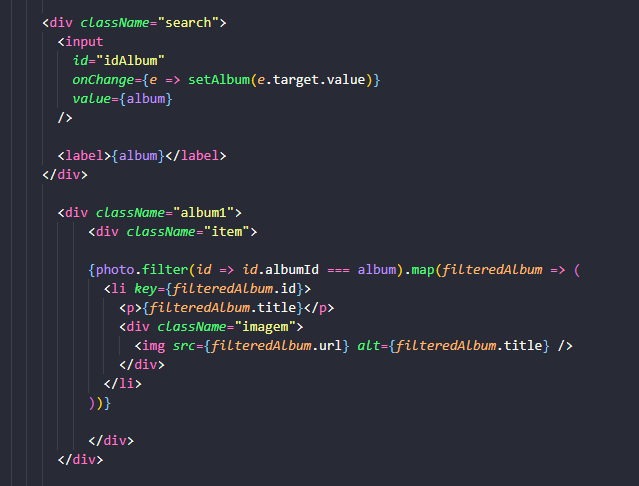 <div className="search">
<input
id="idAlbum"
onChange={e => setAlbum(e.target.value)}
value={album}
/>
<label>{album}</label>
</div>
<div className="album1">
<div className="item">
{photo.filter(id => id.albumId === album).map(filteredAlbum => (
<li key={filteredAlbum.id}>
<p>{filteredAlbum.title}</p>
<div className="imagem">
<img src={filteredAlbum.url} alt={filteredAlbum.title} />
</div>
</li>
))}
</div>
</div>